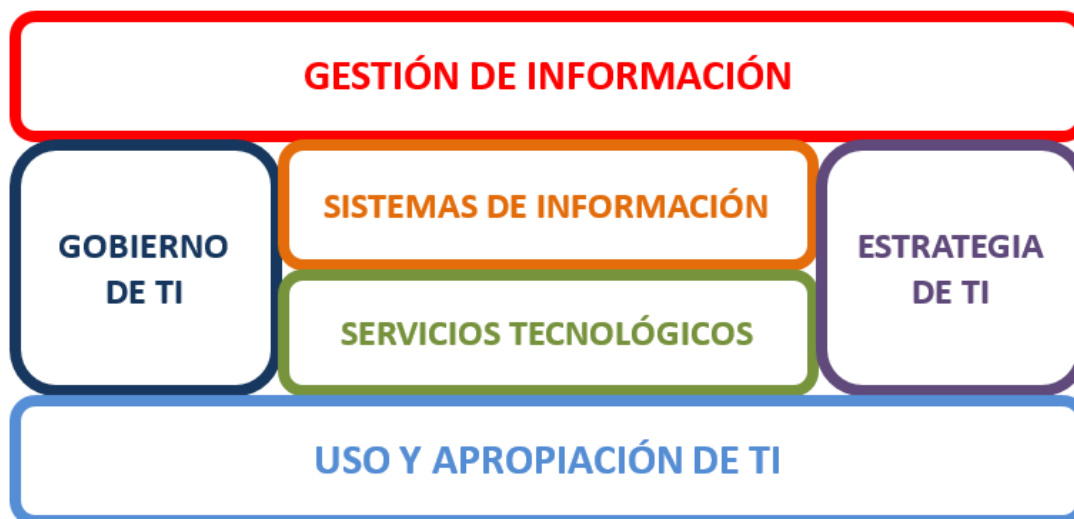 GESTIÓN DE INFORMACIÓN
SISTEMAS DE INFORMACIÓN
GOBIERNO
DE TI
ESTRATEGIA
DE TI
SERVICIOS TECNOLÓGICOS
USO Y APROPIACIÓN DE TI